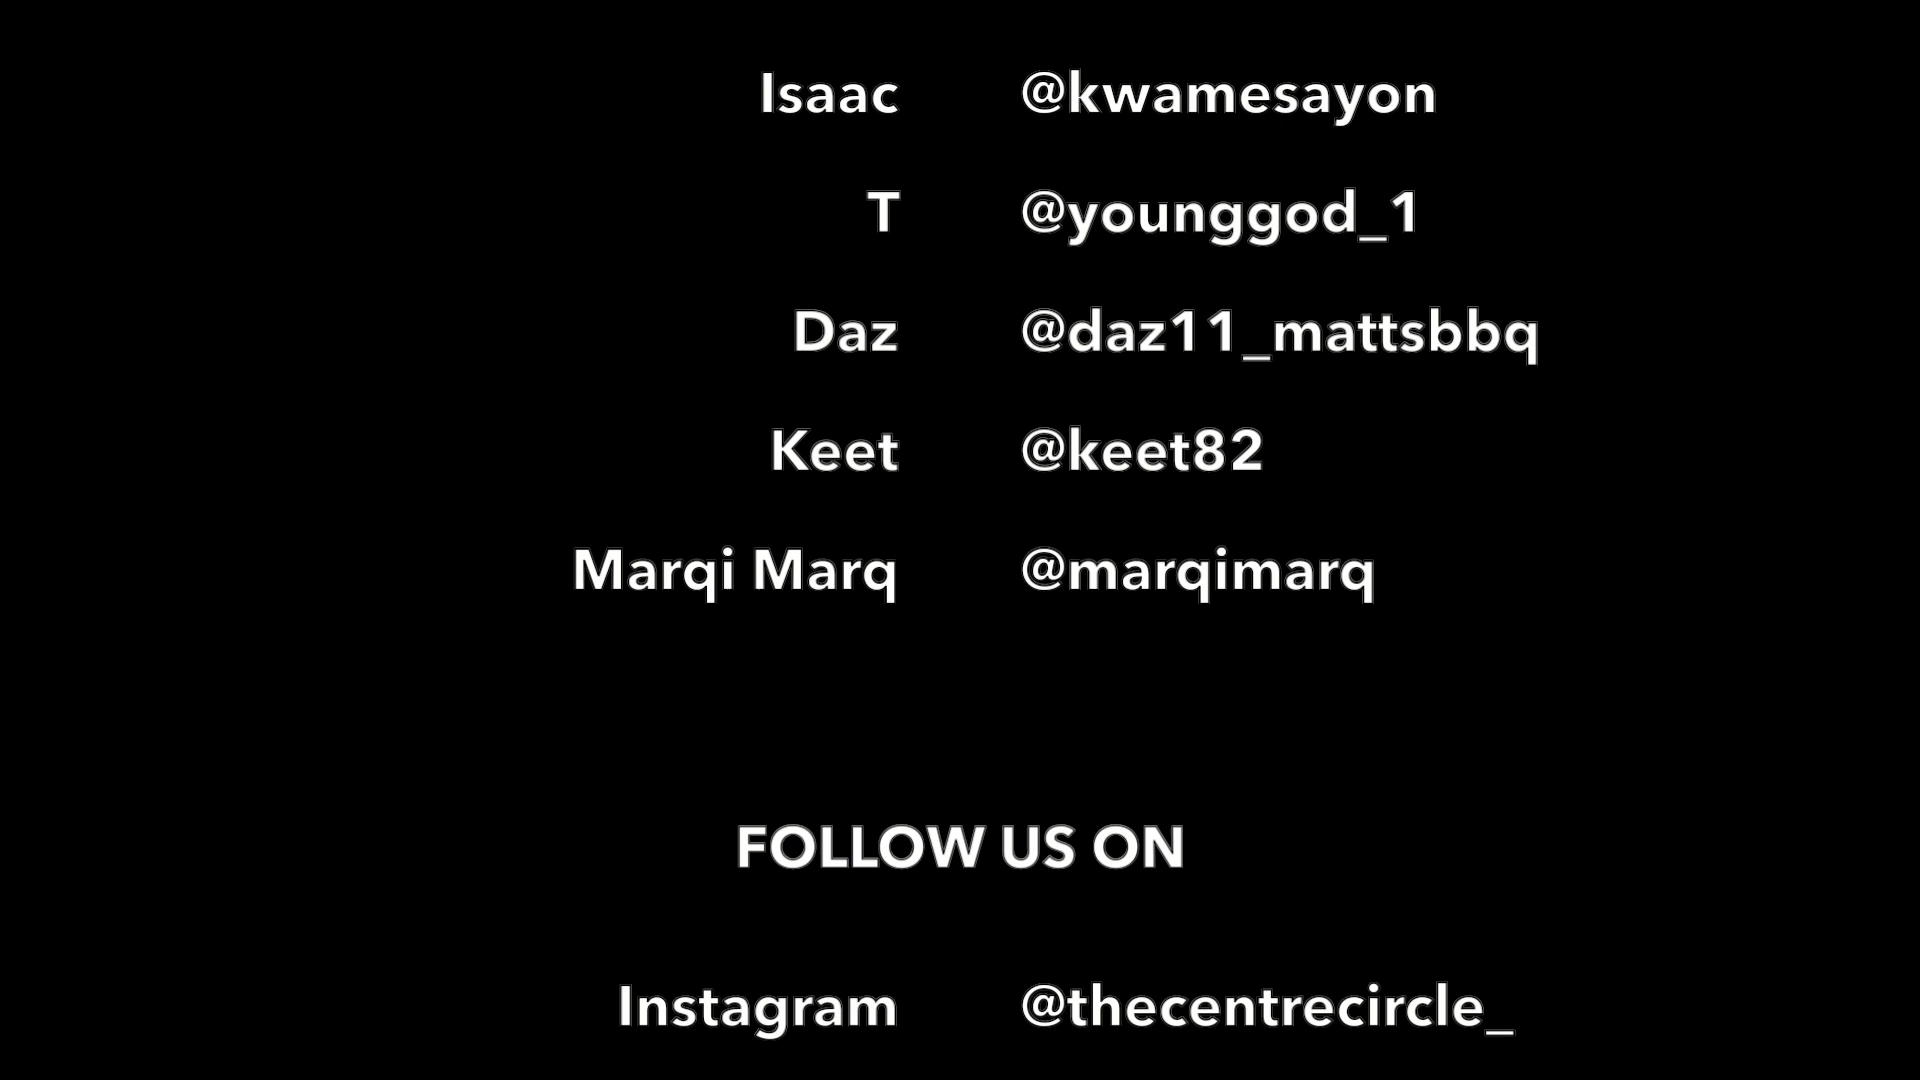 Isaac @kwamesayon
T @younggod_1
Daz @daz11_mattsbbq
Keet @keet82
Marqi Marq @marqimarq
FOLLOW US ON
Instagram @thecentrecircle_